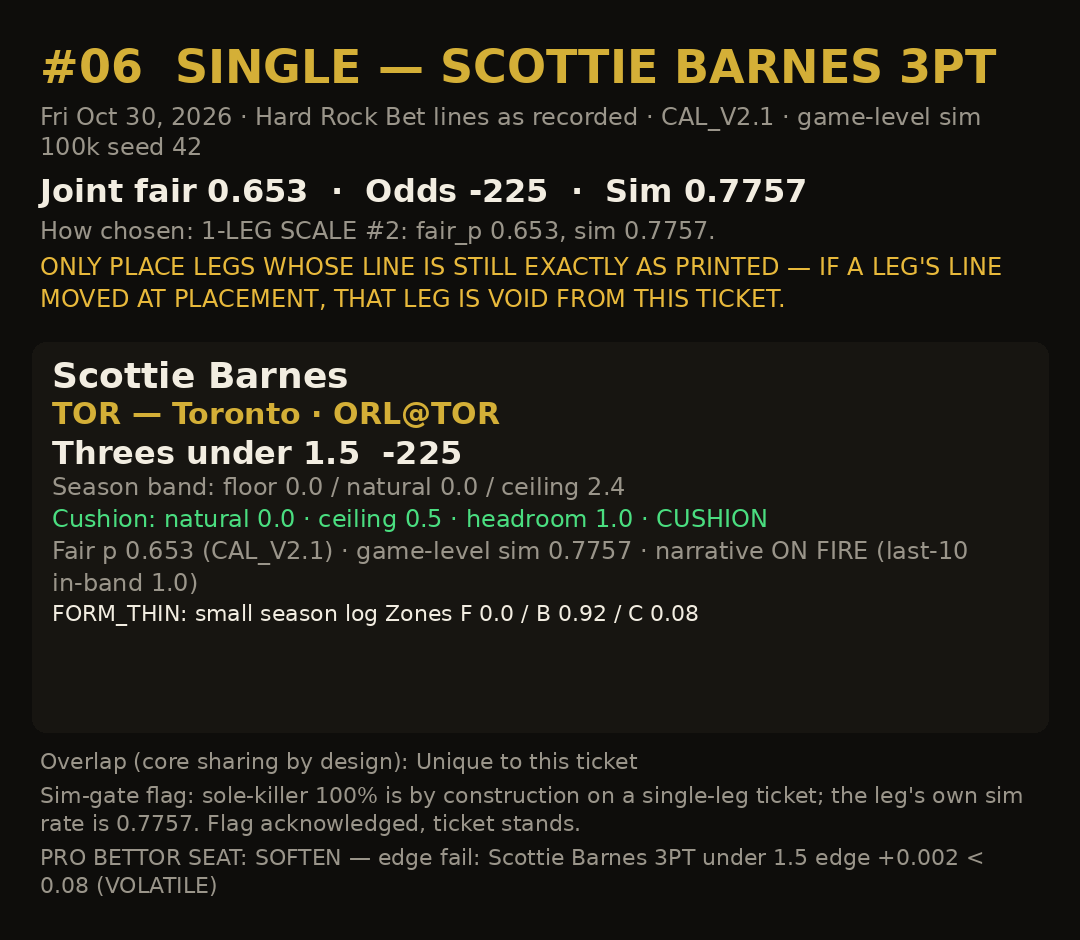 #06 SINGLE — SCOTTIE BARNES 3PT
Fri Oct 30, 2026 · Hard Rock Bet lines as recorded · CAL_V2.1 · game-level sim
100k seed 42
Joint fair 0.653 · Odds -225 · Sim 0.7757
How chosen: 1-LEG SCALE #2: fair_p 0.653, sim 0.7757.
ONLY PLACE LEGS WHOSE LINE IS STILL EXACTLY AS PRINTED — IF A LEG'S LINE
MOVED AT PLACEMENT, THAT LEG IS VOID FROM THIS TICKET.
Scottie Barnes
TOR — Toronto · ORL@TOR
Threes under 1.5 -225
Season band: floor 0.0 / natural 0.0 / ceiling 2.4
Cushion: natural 0.0 · ceiling 0.5 · headroom 1.0 · CUSHION
Fair p 0.653 (CAL_V2.1) · game-level sim 0.7757 · narrative ON FIRE (last-10
in-band 1.0)
FORM_THIN: small season log Zones F 0.0 / B 0.92 / C 0.08
Overlap (core sharing by design): Unique to this ticket
Sim-gate flag: sole-killer 100% is by construction on a single-leg ticket; the leg's own sim
rate is 0.7757. Flag acknowledged, ticket stands.
PRO BETTOR SEAT: SOFTEN — edge fail: Scottie Barnes 3PT under 1.5 edge +0.002 <
0.08 (VOLATILE)